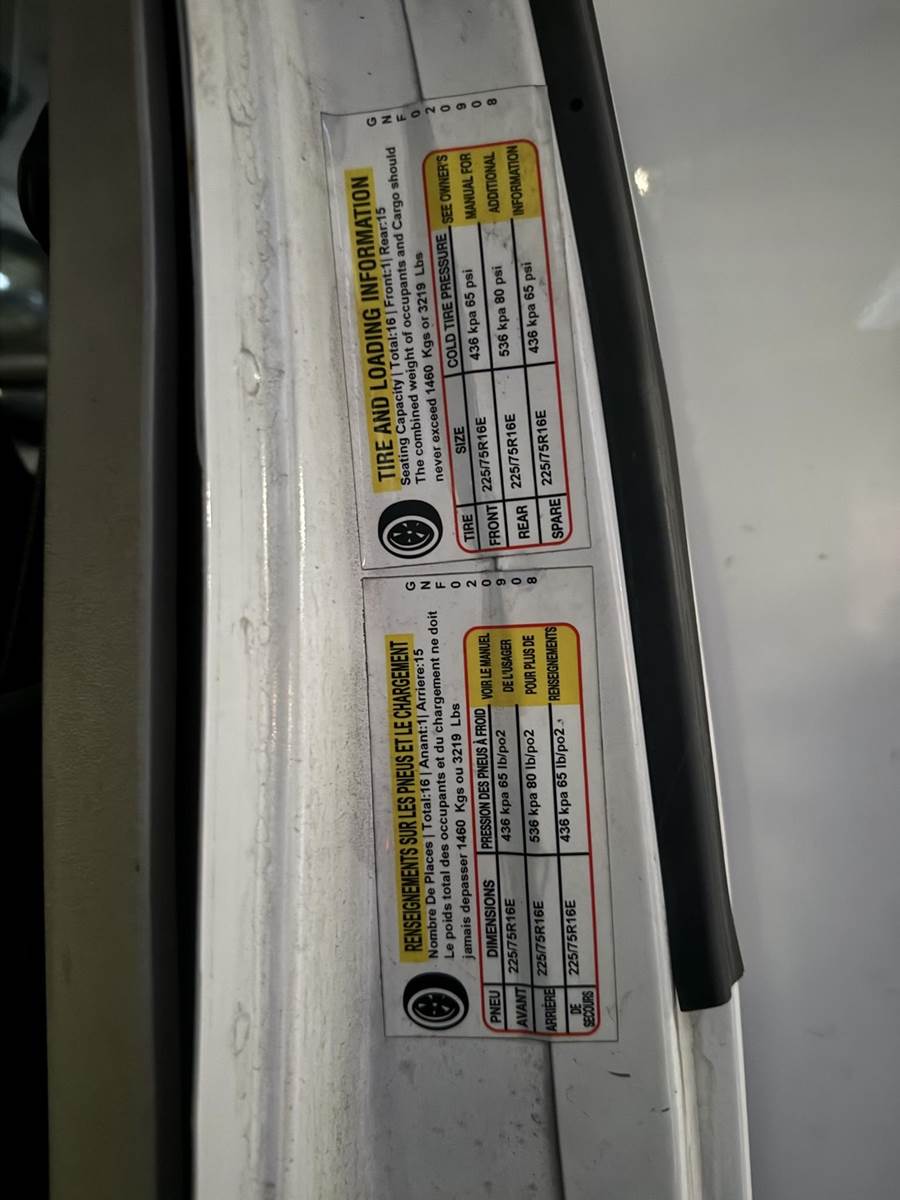 TIRE AND LOADING INFORMATION
Seating Capacity | Total:16 | Front:1| Rear:15
The combined weight of occupants and Cargo should
never exceed 1460 Kgs or 3219 Lbs
TIRE SIZE COLD TIRE PRESSURE SEE OWNER'S
FRONT 225/75R16E 436 kpa 65 psi MANUAL FOR
REAR 225/75R16E 536 kpa 80 psi ADDITIONAL
SPARE 225/75R16E 436 kpa 65 psi INFORMATION
GNF020908
RENSEIGNEMENTS SUR LES PNEUS ET LE CHARGEMENT
Nombre De Places | Total:16 | Anant:1| Arriere:15
Le poids total des occupants et du chargement ne doit
jamais depasser 1460 Kgs ou 3219 Lbs
PNEU DIMENSIONS PRESSION DES PNEUS À FROID VOIR LE MANUEL
AVANT 225/75R16E 436 kpa 65 lb/po2 DE L'USAGER
ARRIÈRE 225/75R16E 536 kpa 80 lb/po2 POUR PLUS DE
DE SECOURS 225/75R16E 436 kpa 65 lb/po2 RENSEIGNEMENTS
GNF020908